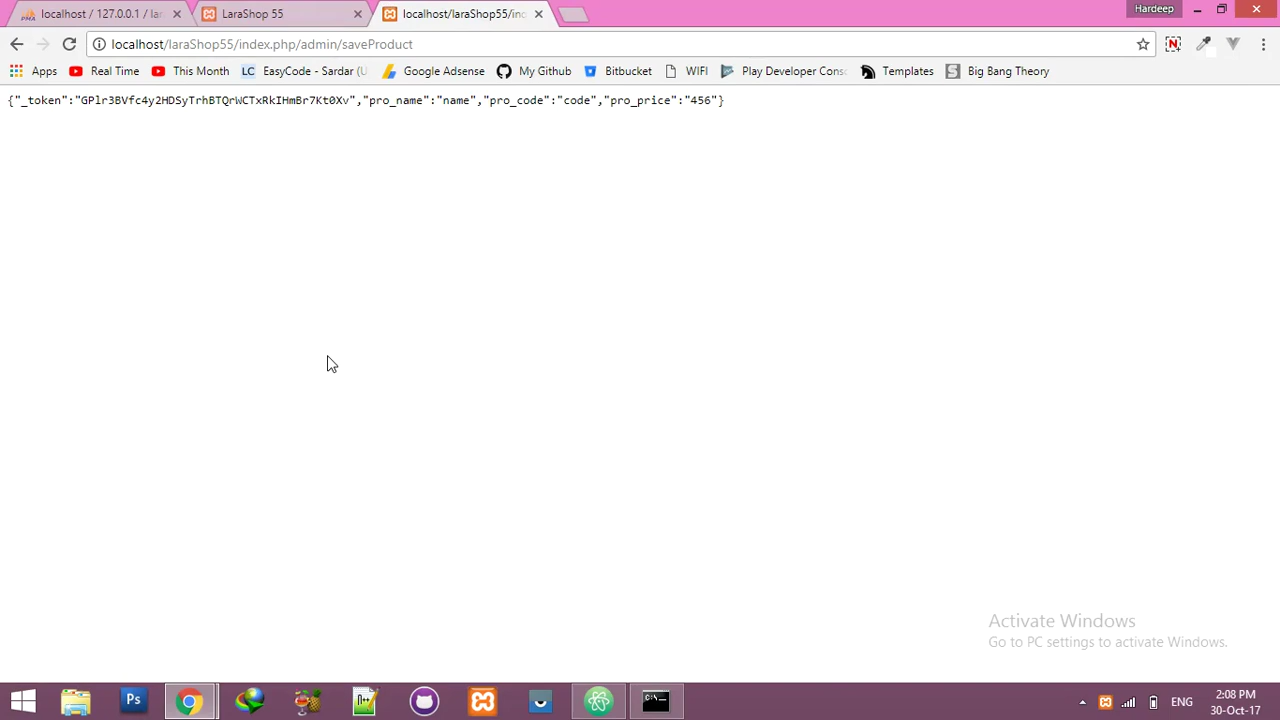 localhost / 127.0.0.1 / la
LaraShop 55
localhost/laraShop55/in
Hardeep
localhost/laraShop55/index.php/admin/saveProduct
Apps
Real Time
This Month
LC EasyCode - Sardar (U
Google Adsense
My Github
Bitbucket
WIFI
Play Developer Cons
Templates
Big Bang Theory
{"_token":"GPlr3BVfc4y2HDSyTrhBTQrWCTxRkIHmBr7Kt0Xv","pro_name":"name","pro_code":"code","pro_price":"456"}
Activate Windows
Go to PC settings to activate Windows.
Ps
ENG
2:08 PM
30-Oct-17